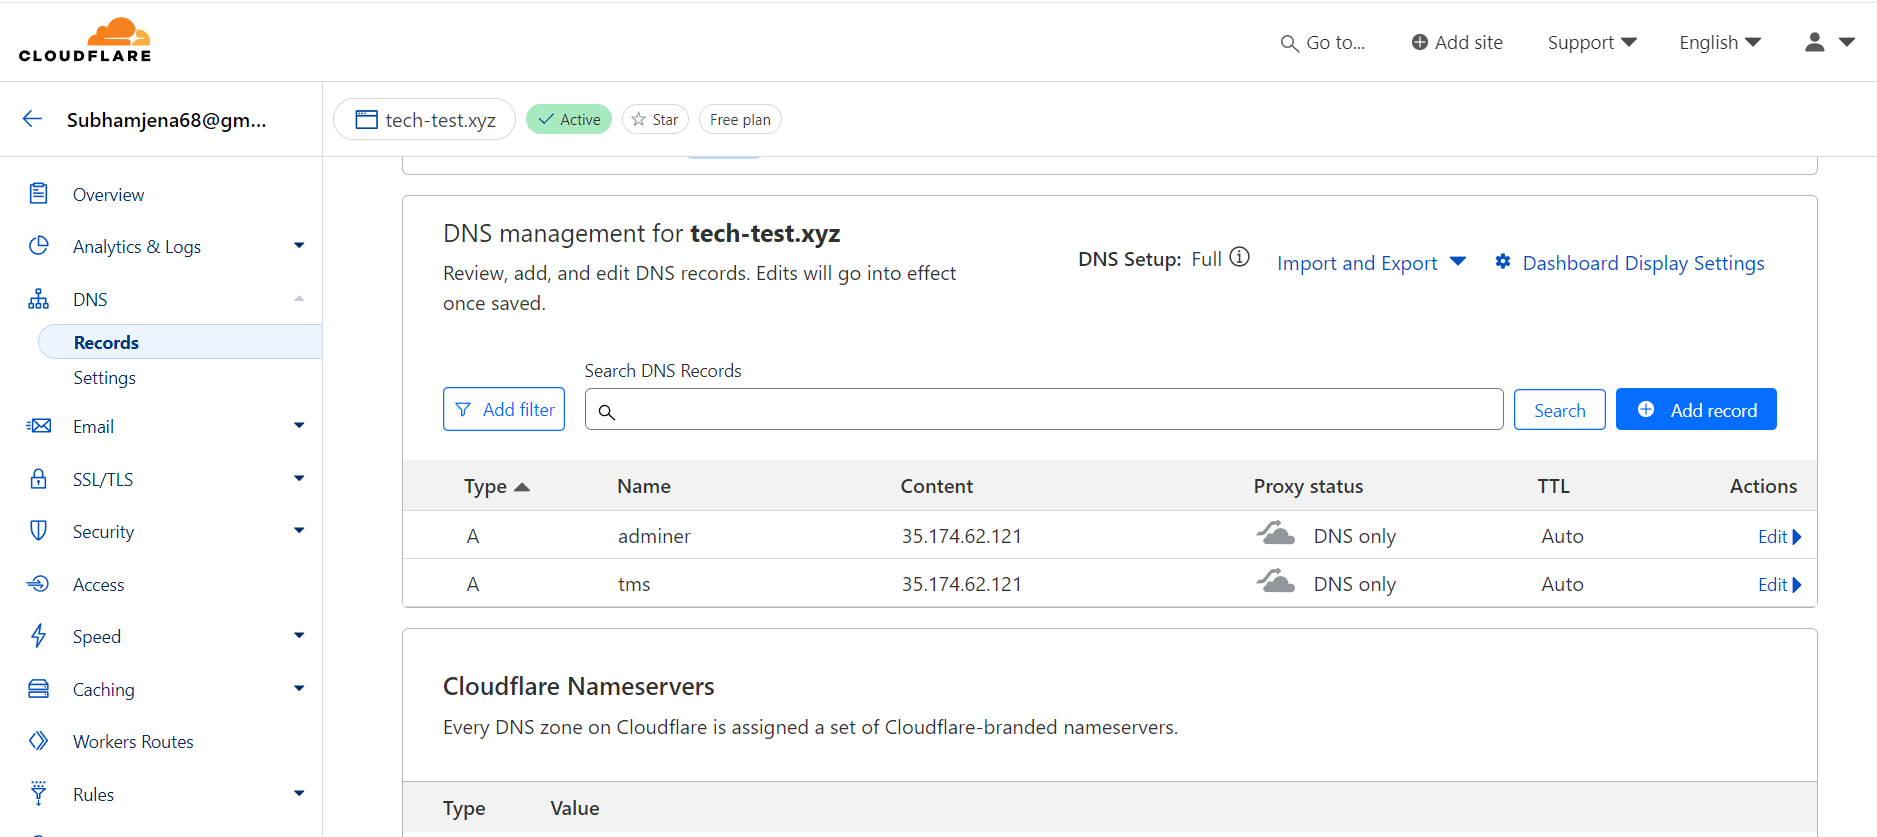 CLOUDFLARE
Go to...
Add site
Support
English
Subhamjena68@gm...
tech-test.xyz
Active
Star
Free plan
Overview
Analytics & Logs
DNS
Records
Settings
Email
SSL/TLS
Security
Access
Speed
Caching
Workers Routes
Rules
DNS management for tech-test.xyz
Review, add, and edit DNS records. Edits will go into effect
once saved.
DNS Setup: Full
Import and Export
Dashboard Display Settings
Search DNS Records
Add filter
Search
Add record
Type Name Content Proxy status TTL Actions
A adminer 35.174.62.121 DNS only Auto Edit
A tms 35.174.62.121 DNS only Auto Edit
Cloudflare Nameservers
Every DNS zone on Cloudflare is assigned a set of Cloudflare-branded nameservers.
Type Value